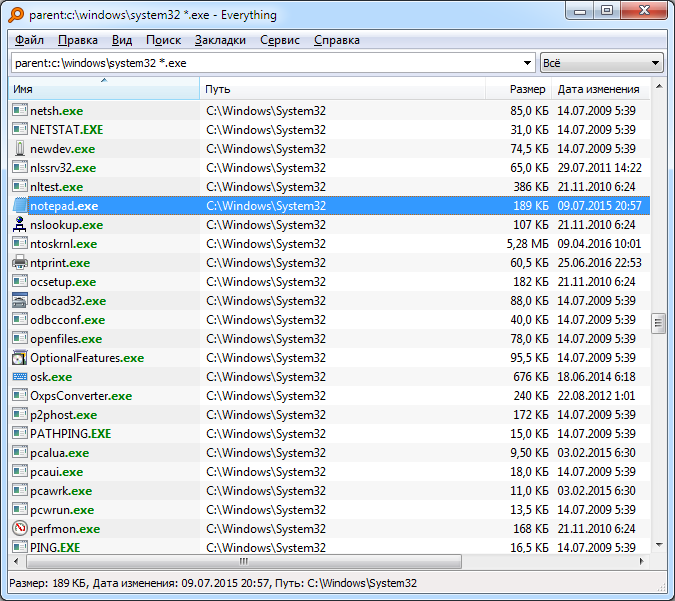 parent:c:\windows\system32 *.exe - Everything
Файл Правка Вид Поиск Закладки Сервис Справка
parent:c:\windows\system32 *.exe Всё
Имя Путь Размер Дата изменения
netsh.exe C:\Windows\System32 85,0 КБ 14.07.2009 5:39
NETSTAT.EXE C:\Windows\System32 31,0 КБ 14.07.2009 5:39
newdev.exe C:\Windows\System32 74,5 КБ 14.07.2009 5:39
nlssrv32.exe C:\Windows\System32 65,0 КБ 29.07.2011 14:22
nltest.exe C:\Windows\System32 386 КБ 21.11.2010 6:24
notepad.exe C:\Windows\System32 189 КБ 09.07.2015 20:57
nslookup.exe C:\Windows\System32 107 КБ 21.11.2010 6:24
ntoskrnl.exe C:\Windows\System32 5,28 МБ 09.04.2016 10:01
ntprint.exe C:\Windows\System32 60,5 КБ 25.06.2016 22:53
ocsetup.exe C:\Windows\System32 182 КБ 21.11.2010 6:24
odbcad32.exe C:\Windows\System32 88,0 КБ 14.07.2009 5:39
odbcconf.exe C:\Windows\System32 40,0 КБ 14.07.2009 5:39
openfiles.exe C:\Windows\System32 78,0 КБ 14.07.2009 5:39
OptionalFeatures.exe C:\Windows\System32 95,5 КБ 14.07.2009 5:39
osk.exe C:\Windows\System32 676 КБ 18.06.2014 6:18
OxpsConverter.exe C:\Windows\System32 240 КБ 22.08.2012 1:01
p2phost.exe C:\Windows\System32 172 КБ 14.07.2009 5:39
PATHPING.EXE C:\Windows\System32 15,0 КБ 14.07.2009 5:39
pcalua.exe C:\Windows\System32 9,50 КБ 03.02.2015 6:30
pcaui.exe C:\Windows\System32 18,0 КБ 14.07.2009 5:39
pcawrk.exe C:\Windows\System32 11,0 КБ 03.02.2015 6:30
pcwrun.exe C:\Windows\System32 13,5 КБ 14.07.2009 5:39
perfmon.exe C:\Windows\System32 168 КБ 21.11.2010 6:24
PING.EXE C:\Windows\System32 16,5 КБ 14.07.2009 5:39
Размер: 189 КБ, Дата изменения: 09.07.2015 20:57, Путь: C:\Windows\System32